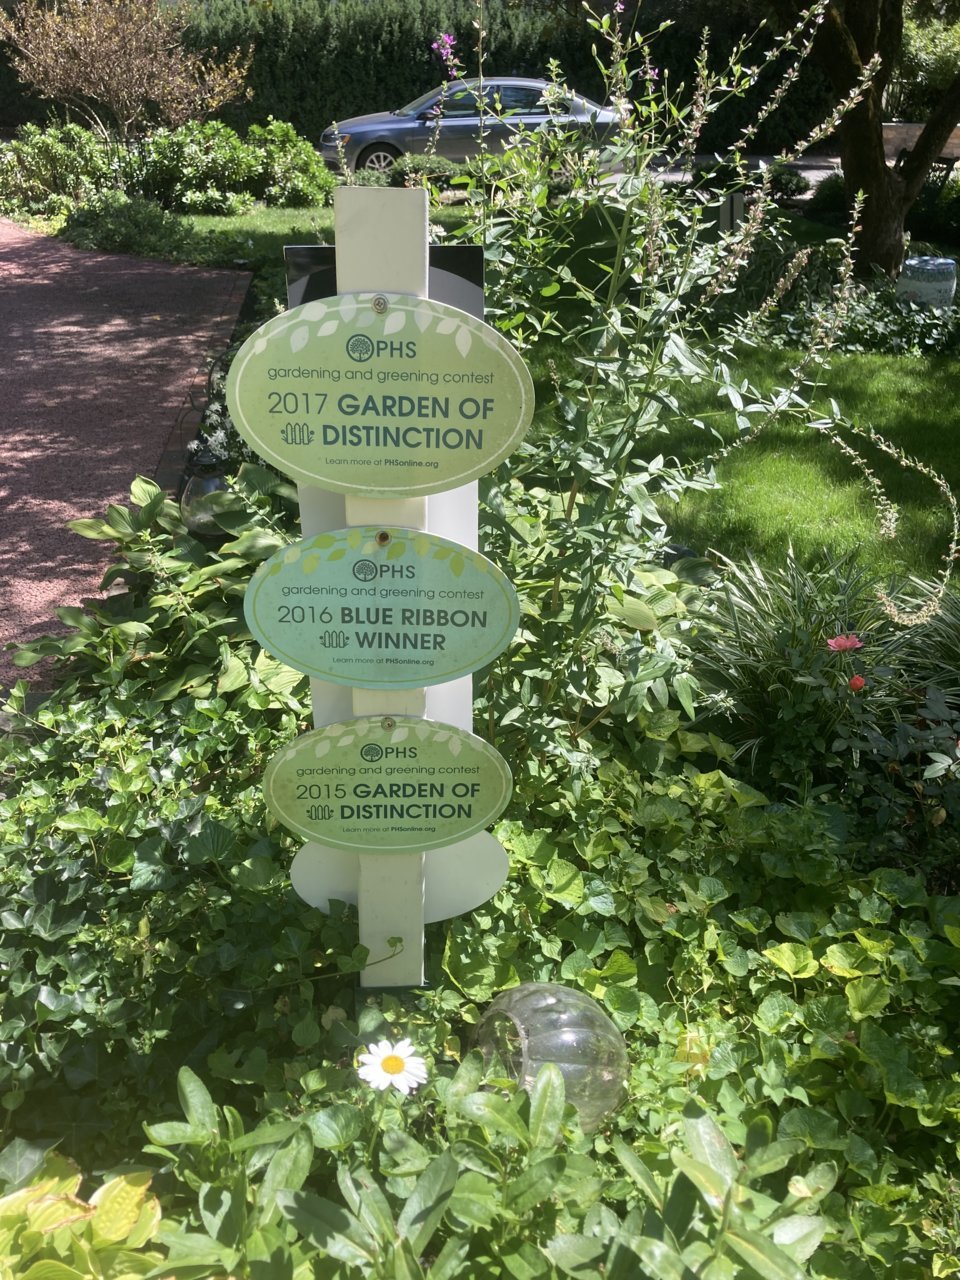 PHS
gardening and greening contest
2017 GARDEN OF
DISTINCTION
Learn more at PHSonline.org
PHS
gardening and greening contest
2016 BLUE RIBBON
WINNER
Learn more at PHSonline.org
PHS
gardening and greening contest
2015 GARDEN OF
DISTINCTION
Learn more at PHSonline.org